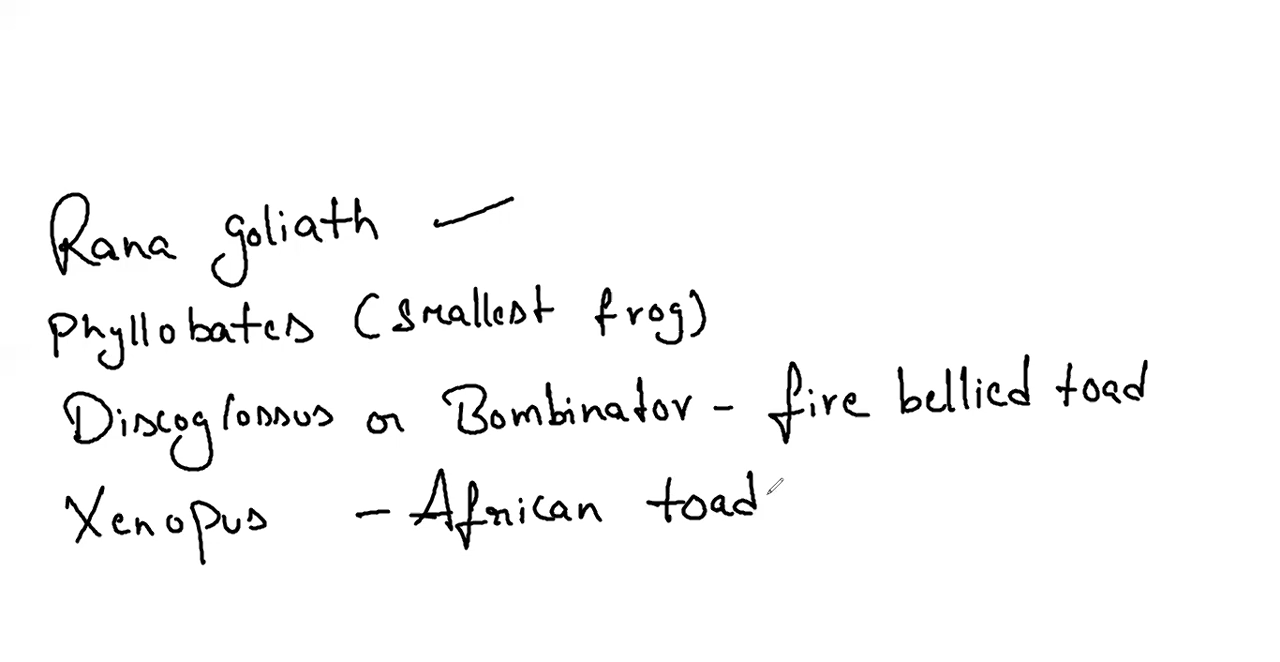 Rana goliath
Phyllobates (smallest frog)
Discoglossus or Bombinator - fire bellied toad
Xenopus - African toad